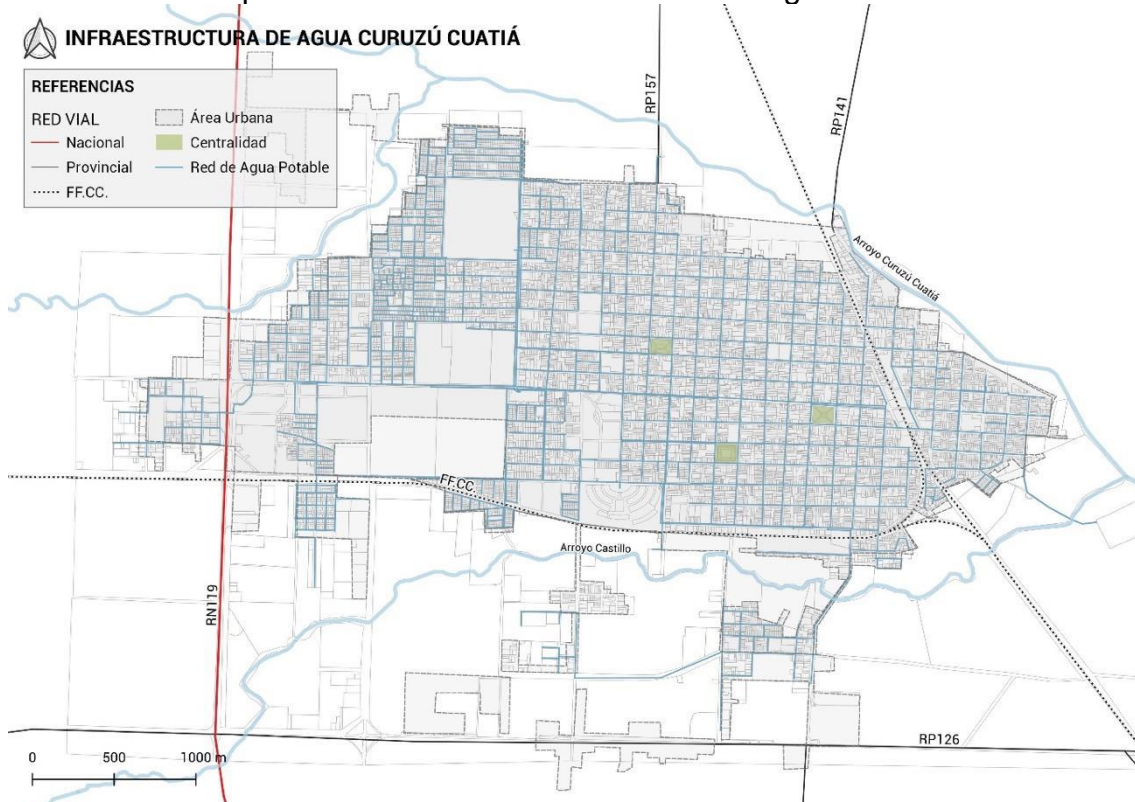 INFRAESTRUCTURA DE AGUA CURUZÚ CUATIÁ
REFERENCIAS
RED VIAL
Nacional
Provincial
FF.CC.
Área Urbana
Centralidad
Red de Agua Potable
RP157
RP141
Arroyo Curuzú Cuatiá
FF.CC.
Arroyo Castillo
RN119
RP126
0 500 1000 m